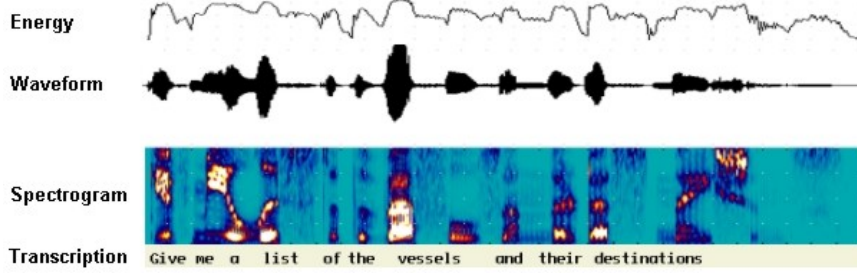 Energy
Waveform
Spectrogram
Transcription Give me a list of the vessels and their destinations